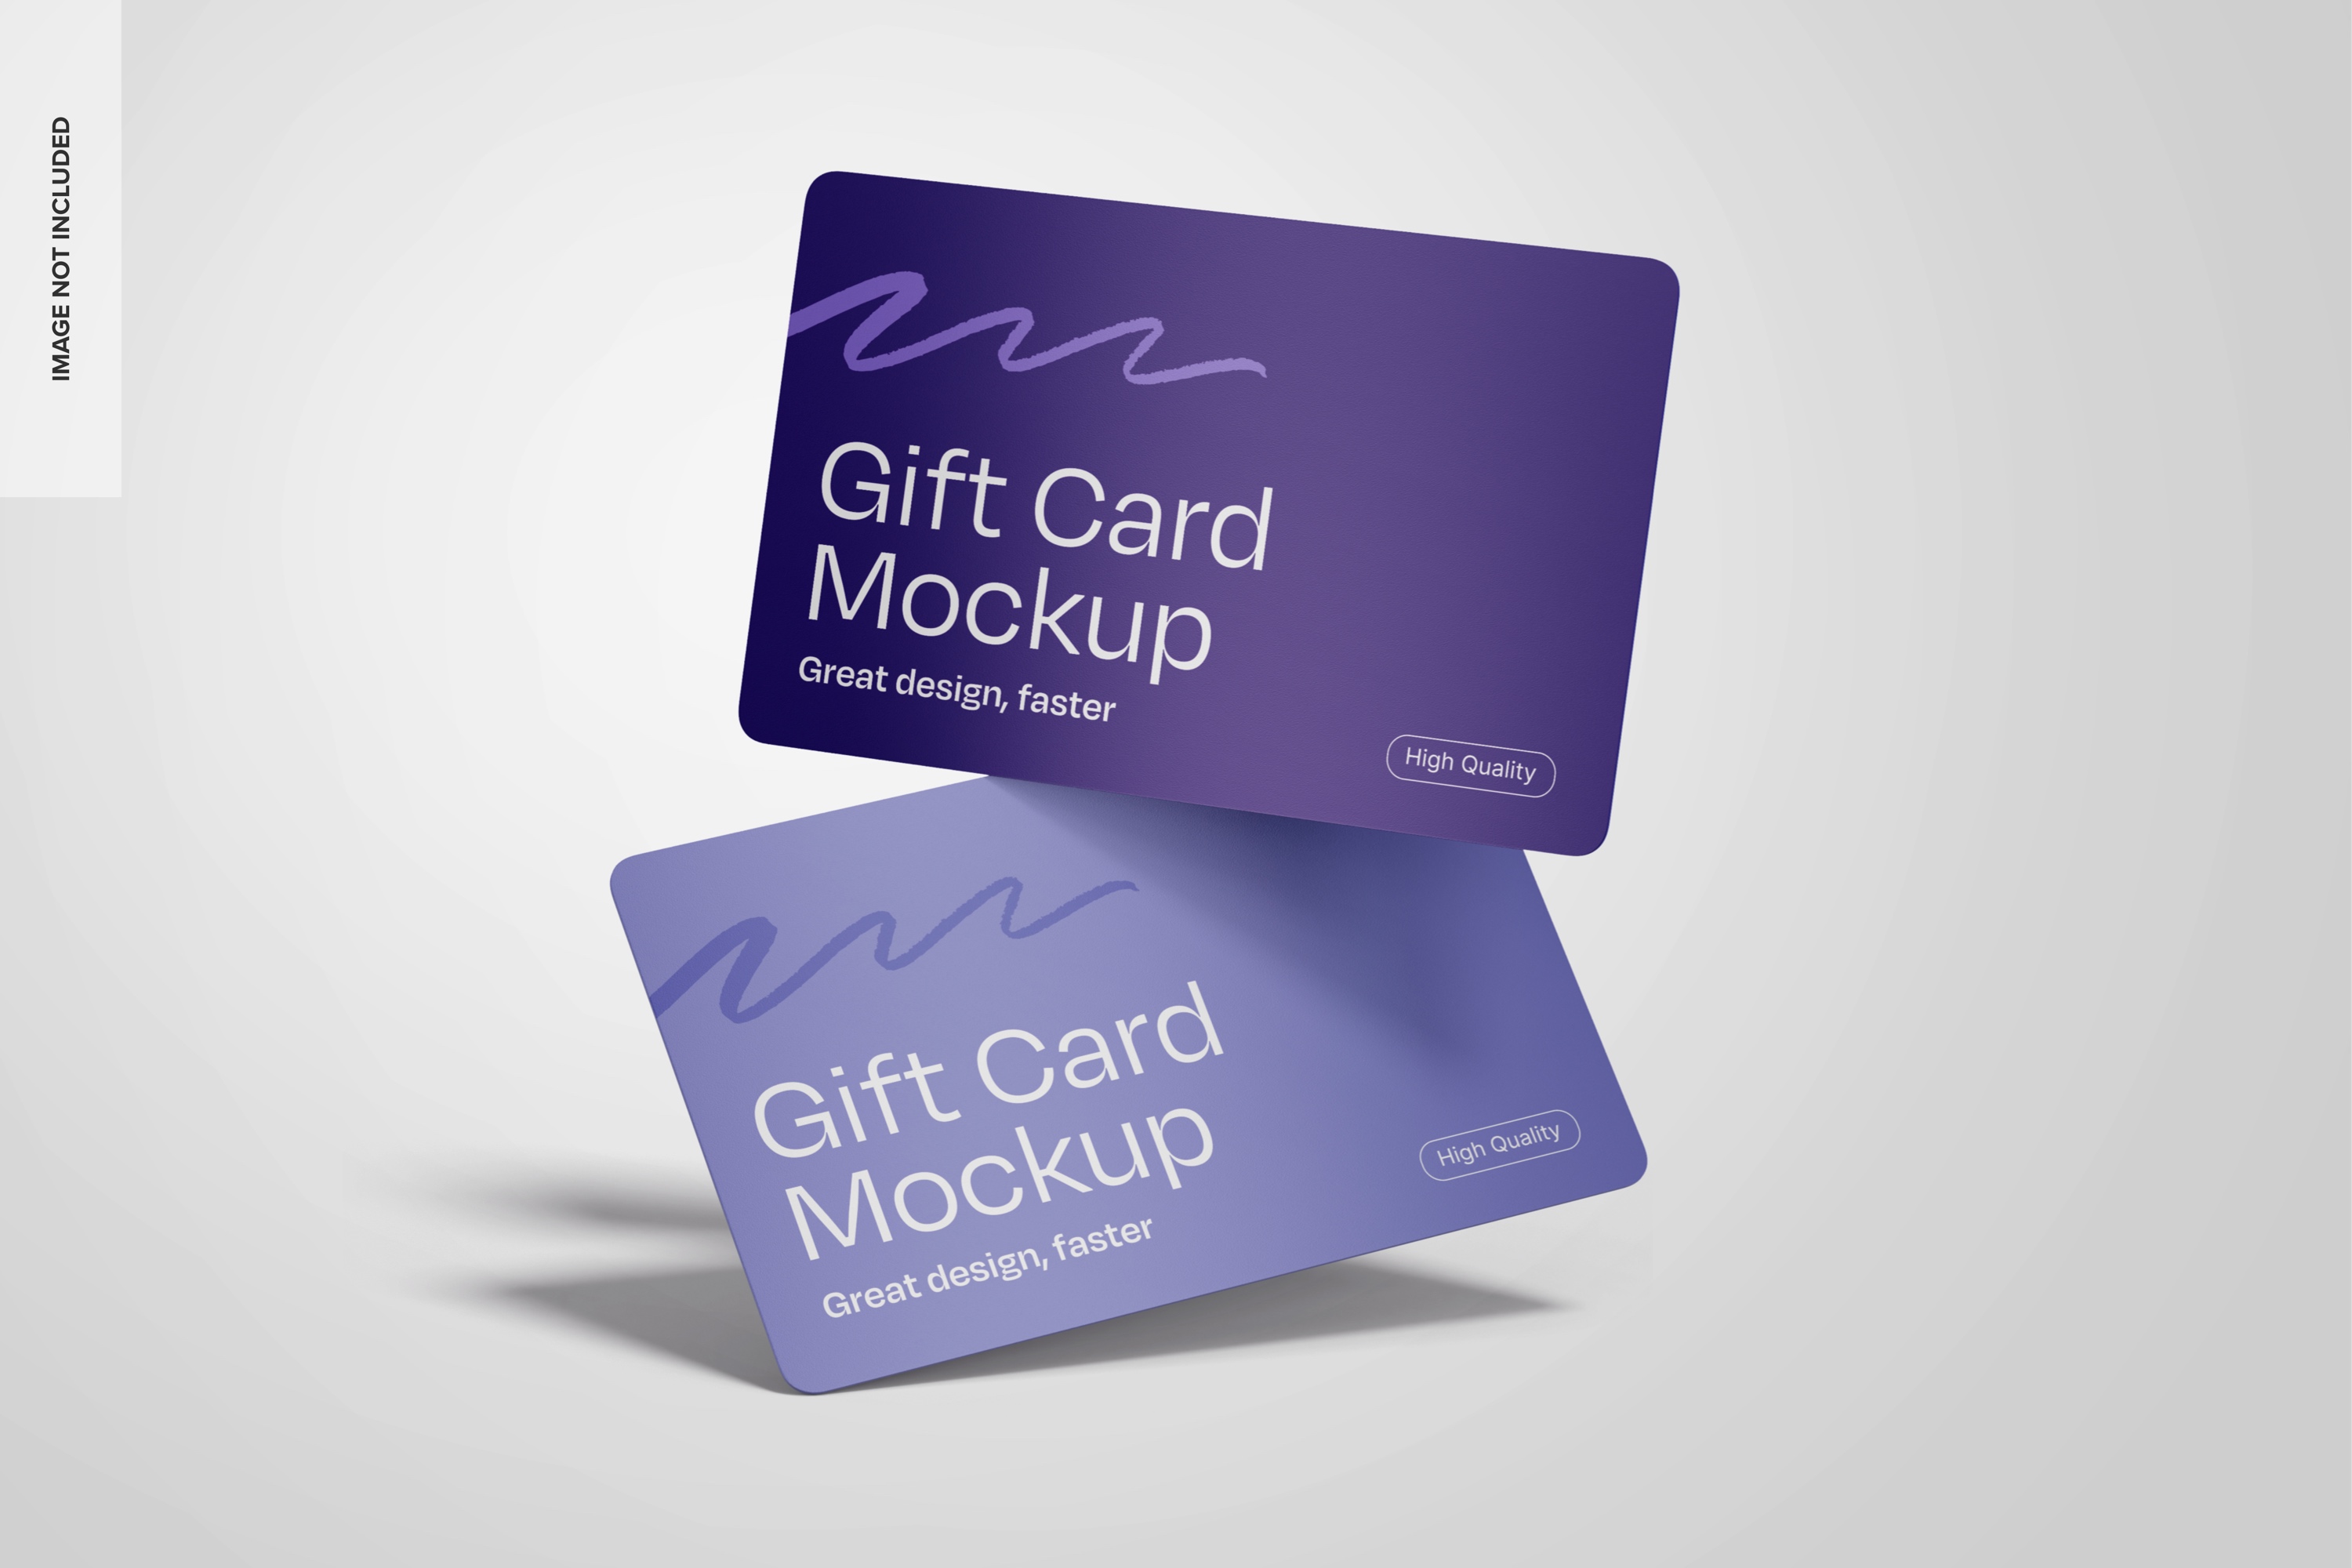 IMAGE NOT INCLUDED
Gift Card
Mockup
Great design, faster
High Quality
Gift Card
Mockup
Great design, faster
High Quality